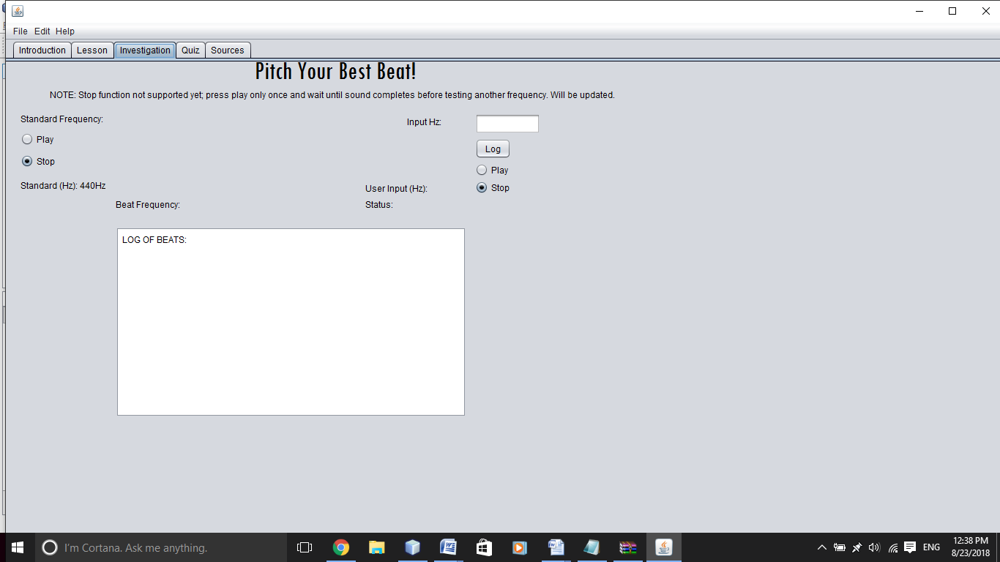 File Edit Help
Introduction Lesson Investigation Quiz Sources
Pitch Your Best Beat!
NOTE: Stop function not supported yet; press play only once and wait until sound completes before testing another frequency. Will be updated.
Standard Frequency:
Input Hz:
Play
Log
Stop
Play
Standard (Hz): 440Hz
User Input (Hz):
Stop
Beat Frequency:
Status:
LOG OF BEATS:
I'm Cortana. Ask me anything.
ENG
12:38 PM
8/23/2018